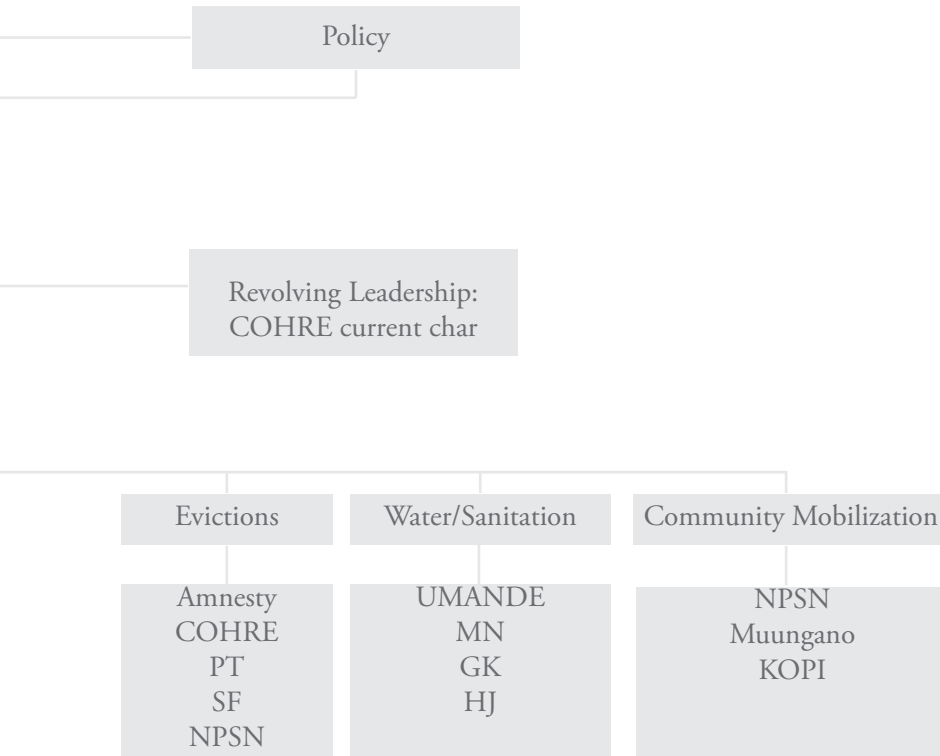 Policy
Revolving Leadership:
COHRE current char
Evictions
Water/Sanitation
Community Mobilization
Amnesty
COHRE
PT
SF
NPSN
UMANDE
MN
GK
HJ
NPSN
Muungano
KOPI